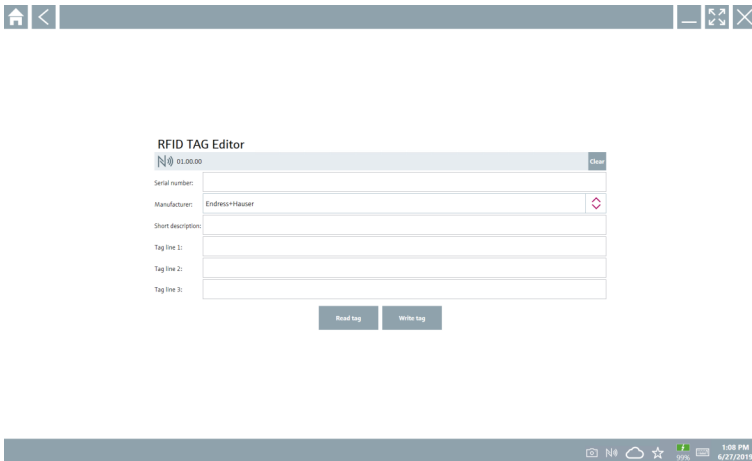 RFID TAG Editor
01.00.00 Clear
Serial number:
Manufacturer: Endress+Hauser
Short description:
Tag line 1:
Tag line 2:
Tag line 3:
Read tag Write tag
99% 1:08 PM
6/27/2019